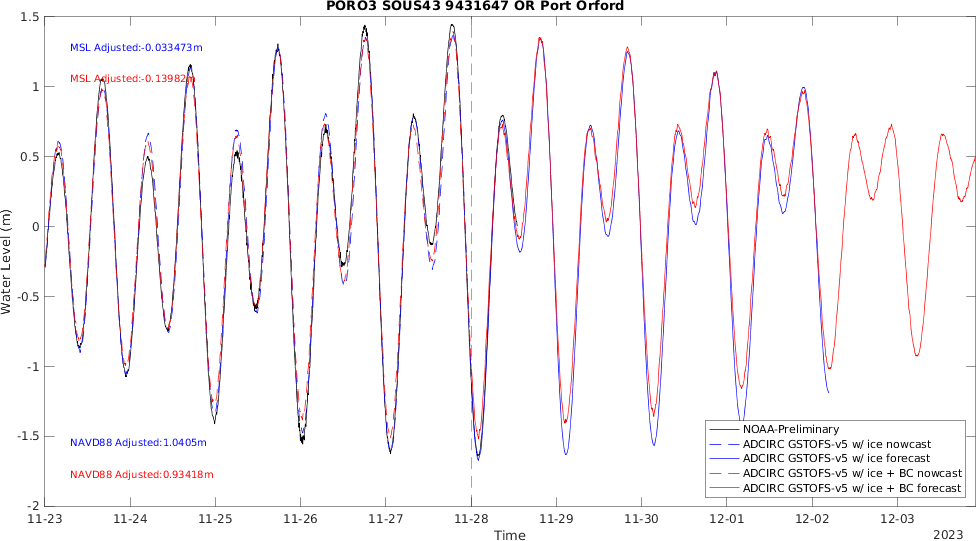 PORO3 SOUS43 9431647 OR Port Orford
1.5
1
0.5
0
-0.5
-1
-1.5
-2
Water Level (m)
MSL Adjusted:-0.033473m
MSL Adjusted:-0.13982m
NAVD88 Adjusted:1.0405m
NAVD88 Adjusted:0.93418m
NOAA-Preliminary
ADCIRC GSTOFS-v5 w/ ice nowcast
ADCIRC GSTOFS-v5 w/ ice forecast
ADCIRC GSTOFS-v5 w/ ice + BC nowcast
ADCIRC GSTOFS-v5 w/ ice + BC forecast
11-23 11-24 11-25 11-26 11-27 11-28 11-29 11-30 12-01 12-02 12-03
Time
2023